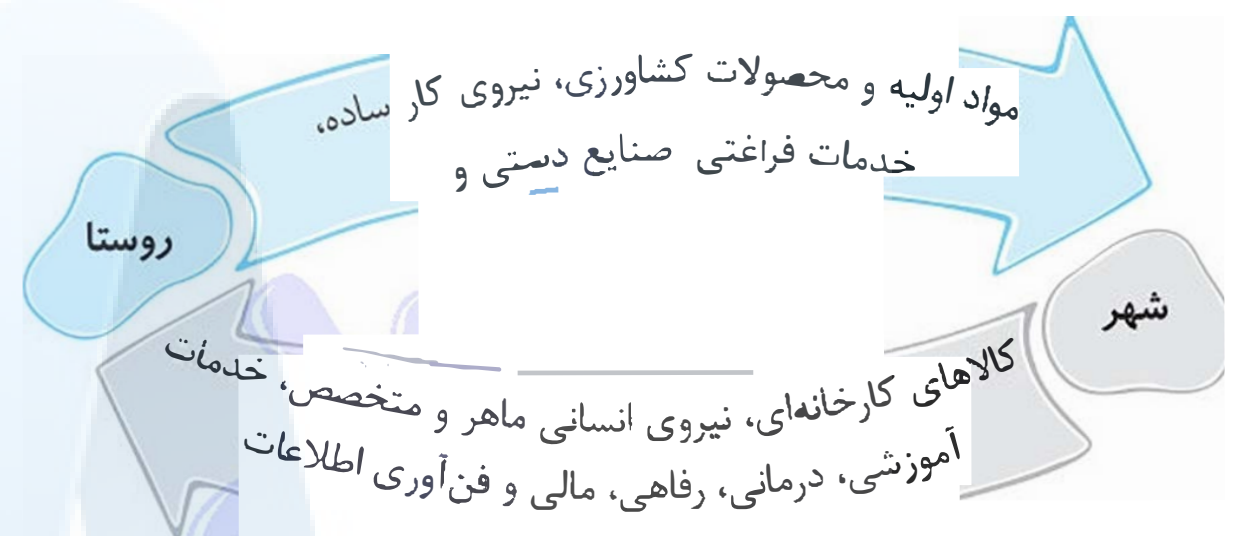 مواد اولیه و محصولات کشاورزی، نیروی کار ساده،
خدمات فراغتی صنایع دستی و
روستا
شهر
کالاهای کارخانه‌ای، نیروی انسانی ماهر و متخصص، خدمات
آموزشی، درمانی، رفاهی، مالی و فن‌آوری اطلاعات